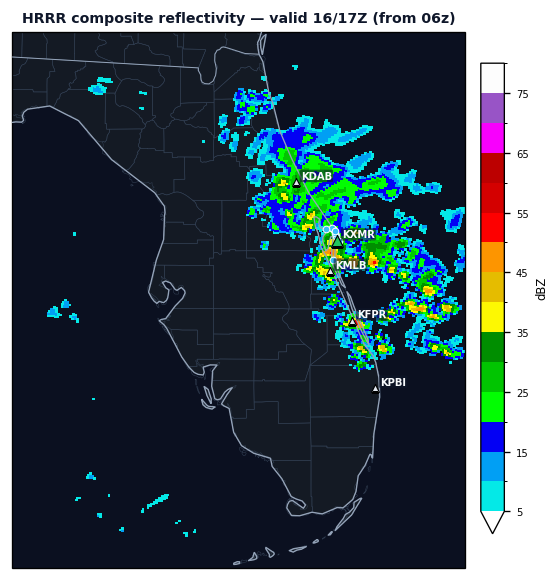 HRRR composite reflectivity — valid 16/17Z (from 06z)
KDAB
KXMR
KMLB
KFPR
KPBI
75
65
55
45
35
25
15
5
dBZ